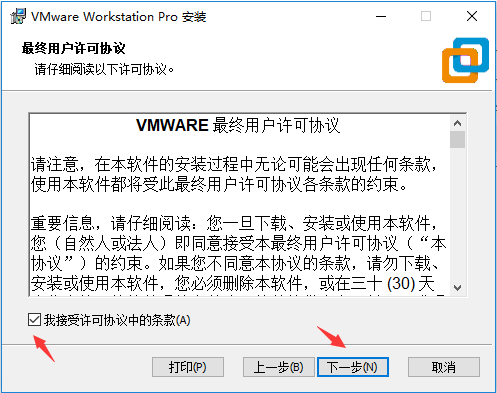 VMware Workstation Pro 安装
最终用户许可协议
请仔细阅读以下许可协议。
VMWARE 最终用户许可协议
请注意，在本软件的安装过程中无论可能会出现任何条款，
使用本软件都将受此最终用户许可协议各条款的约束。
重要信息，请仔细阅读：您一旦下载、安装或使用本软件，
您（自然人或法人）即同意接受本最终用户许可协议（“本
协议”）的约束。如果您不同意本协议的条款，请勿下载、
安装或使用本软件，您必须删除本软件，或在三十 (30) 天
我接受许可协议中的条款(A)
打印(P)
上一步(B)
下一步(N)
取消